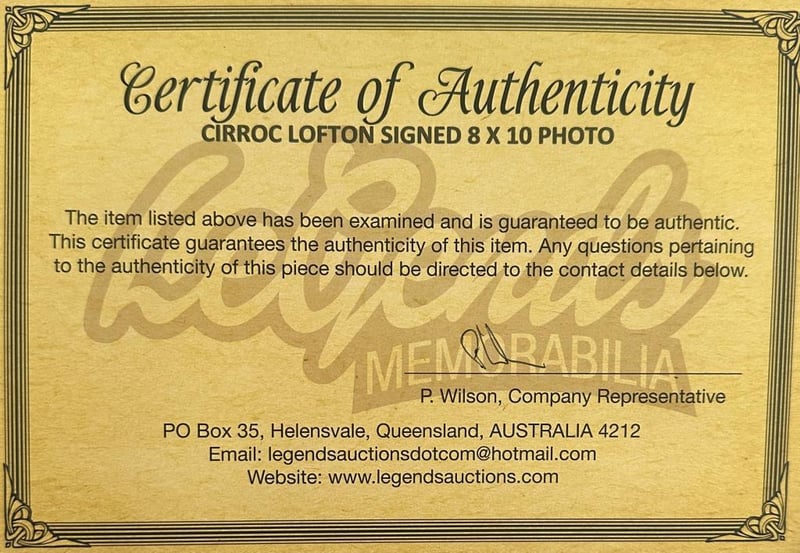 Certificate of Authenticity
CIRROC LOFTON SIGNED 8 X 10 PHOTO
Legends
The item listed above has been examined and is guaranteed to be authentic.
This certificate guarantees the authenticity of this item. Any questions pertaining
to the authenticity of this piece should be directed to the contact details below.
MEMORABILIA
P. Wilson, Company Representative
PO Box 35, Helensvale, Queensland, AUSTRALIA 4212
Email: legendsauctionsdotcom@hotmail.com
Website: www.legendsauctions.com